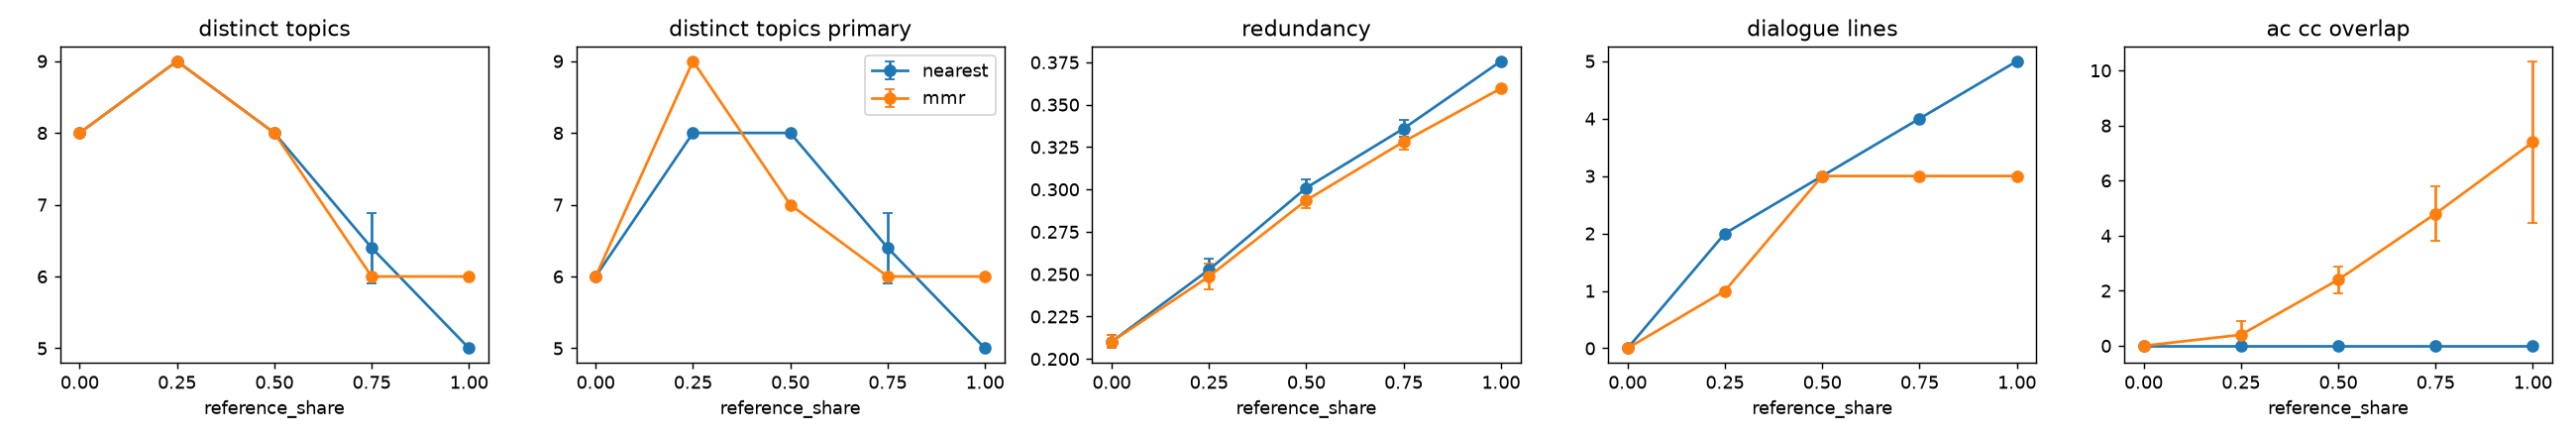 distinct topics
9
8
7
6
5
0.00 0.25 0.50 0.75 1.00
reference_share
distinct topics primary
nearest
mmr
9
8
7
6
5
0.00 0.25 0.50 0.75 1.00
reference_share
redundancy
0.375
0.350
0.325
0.300
0.275
0.250
0.225
0.200
0.00 0.25 0.50 0.75 1.00
reference_share
dialogue lines
5
4
3
2
1
0
0.00 0.25 0.50 0.75 1.00
reference_share
ac cc overlap
10
8
6
4
2
0
0.00 0.25 0.50 0.75 1.00
reference_share